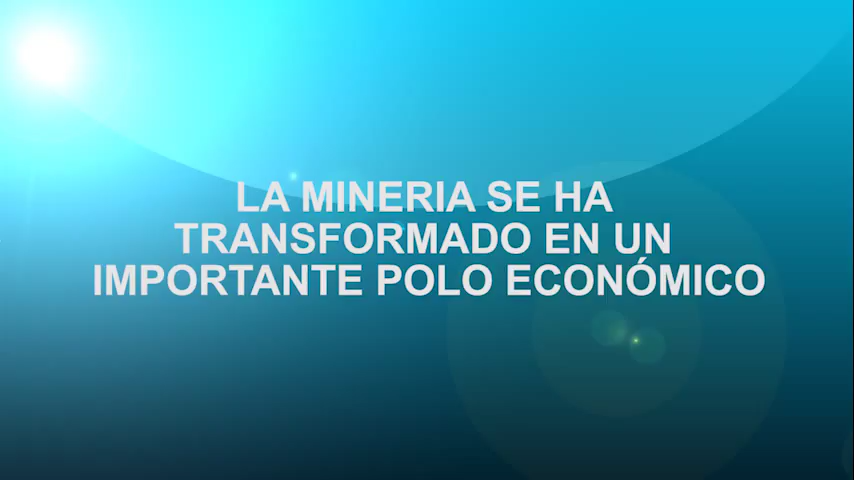 LA MINERIA SE HA
TRANSFORMADO EN UN
IMPORTANTE POLO ECONÓMICO